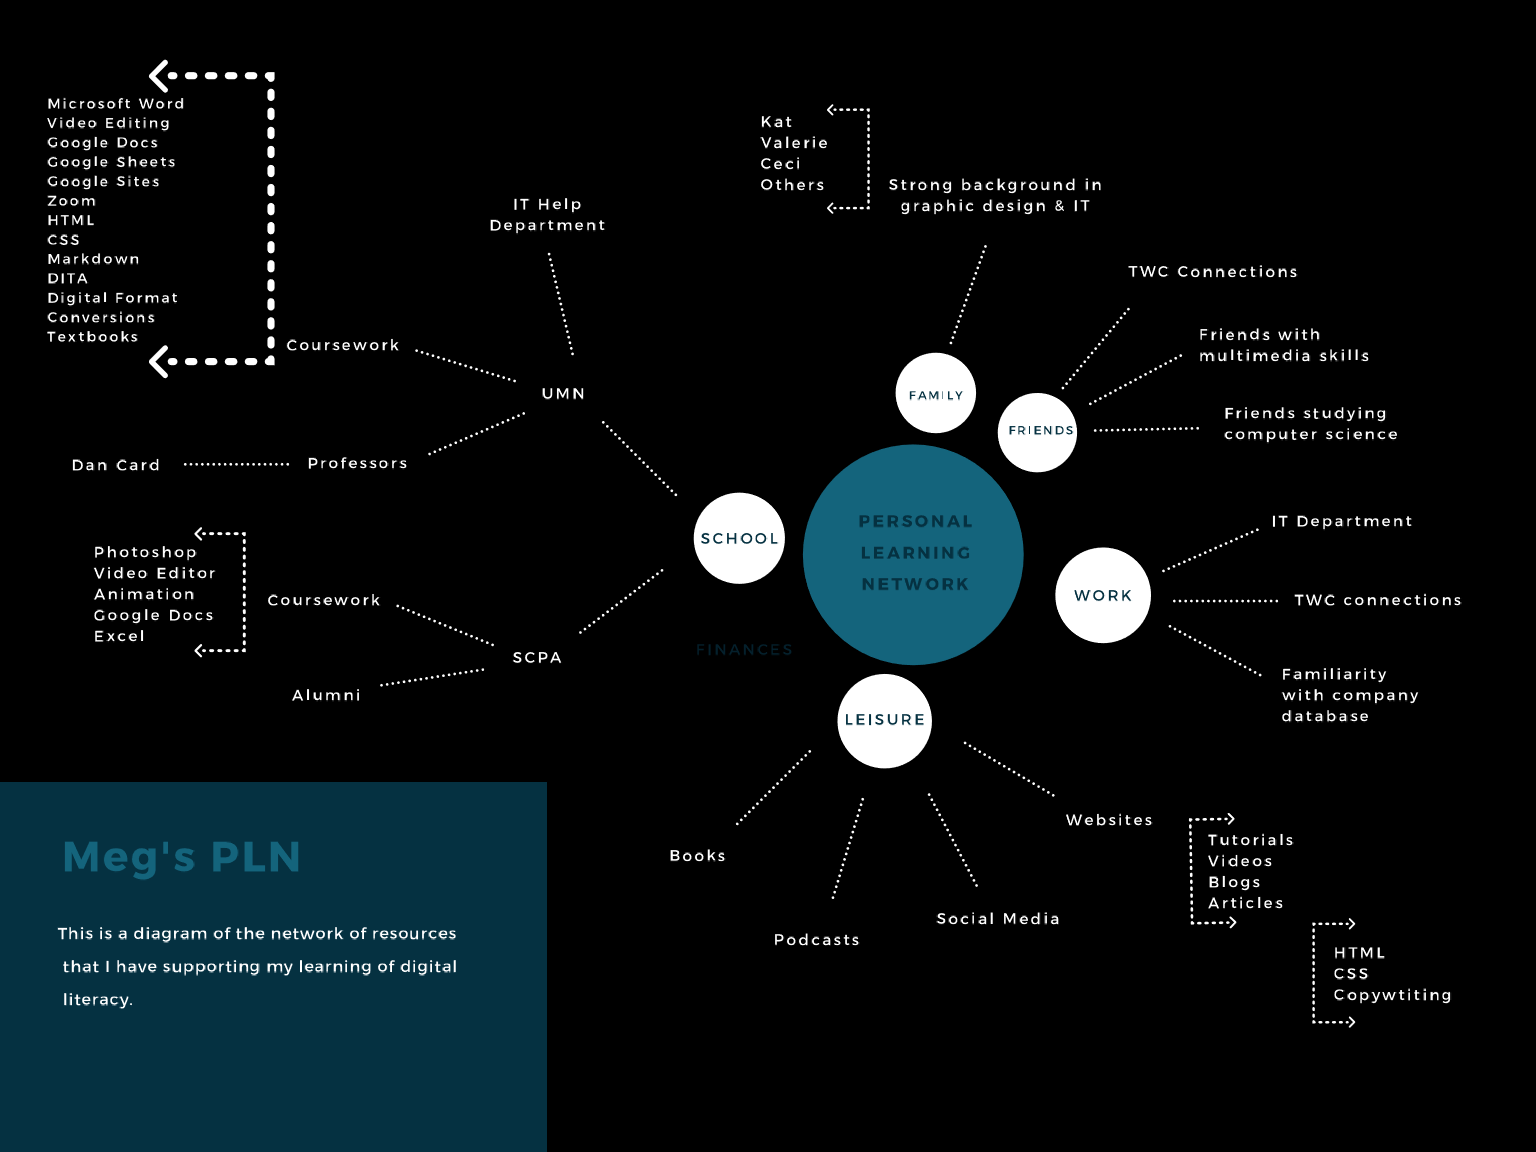 Microsoft Word
Video Editing
Google Docs
Google Sheets
Google Sites
Zoom
HTML
CSS
Markdown
DITA
Digital Format
Conversions
Textbooks
Coursework
IT Help
Department
UMN
Dan Card
Professors
Photoshop
Video Editor
Animation
Google Docs
Excel
Coursework
SCPA
Alumni
SCHOOL
FINANCES
Kat
Valerie
Ceci
Others
Strong background in
graphic design & IT
FAMILY
TWC Connections
Friends with
multimedia skills
Friends studying
computer science
FRIENDS
PERSONAL
LEARNING
NETWORK
IT Department
WORK
TWC connections
Familiarity
with company
database
LEISURE
Books
Podcasts
Social Media
Websites
Tutorials
Videos
Blogs
Articles
HTML
CSS
Copywtiting
Meg's PLN
This is a diagram of the network of resources
that I have supporting my learning of digital
literacy.